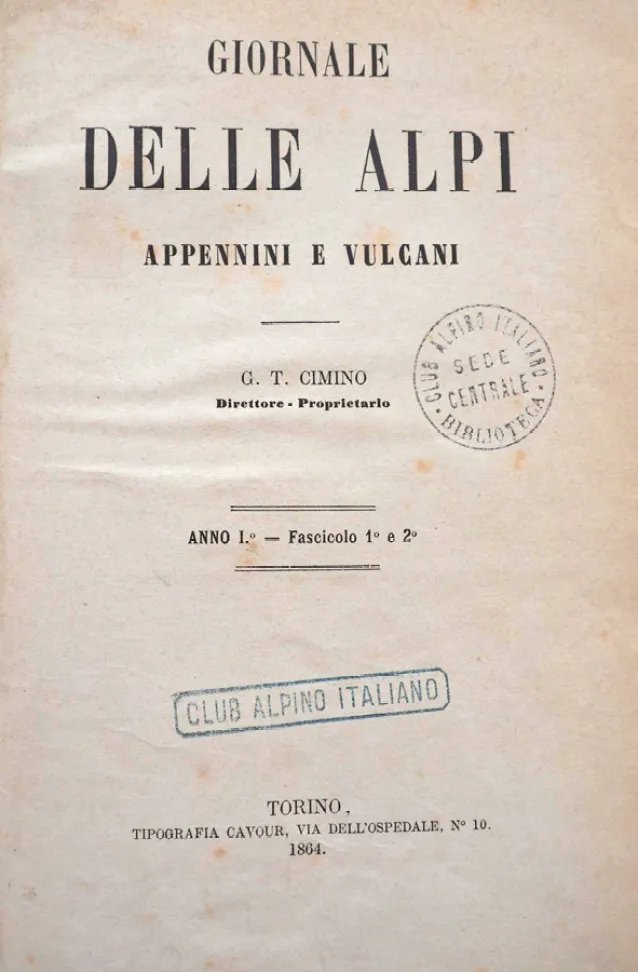 GIORNALE
DELLE ALPI
APPENNINI E VULCANI
G. T. CIMINO
Direttore - Proprietario
CLUB ALPINO ITALIANO
SEDE
CENTRALE
BIBLIOTECA
ANNO I.º — Fascicolo 1º e 2º
CLUB ALPINO ITALIANO
TORINO,
TIPOGRAFIA CAVOUR, VIA DELL'OSPEDALE, Nº 10.
1864.